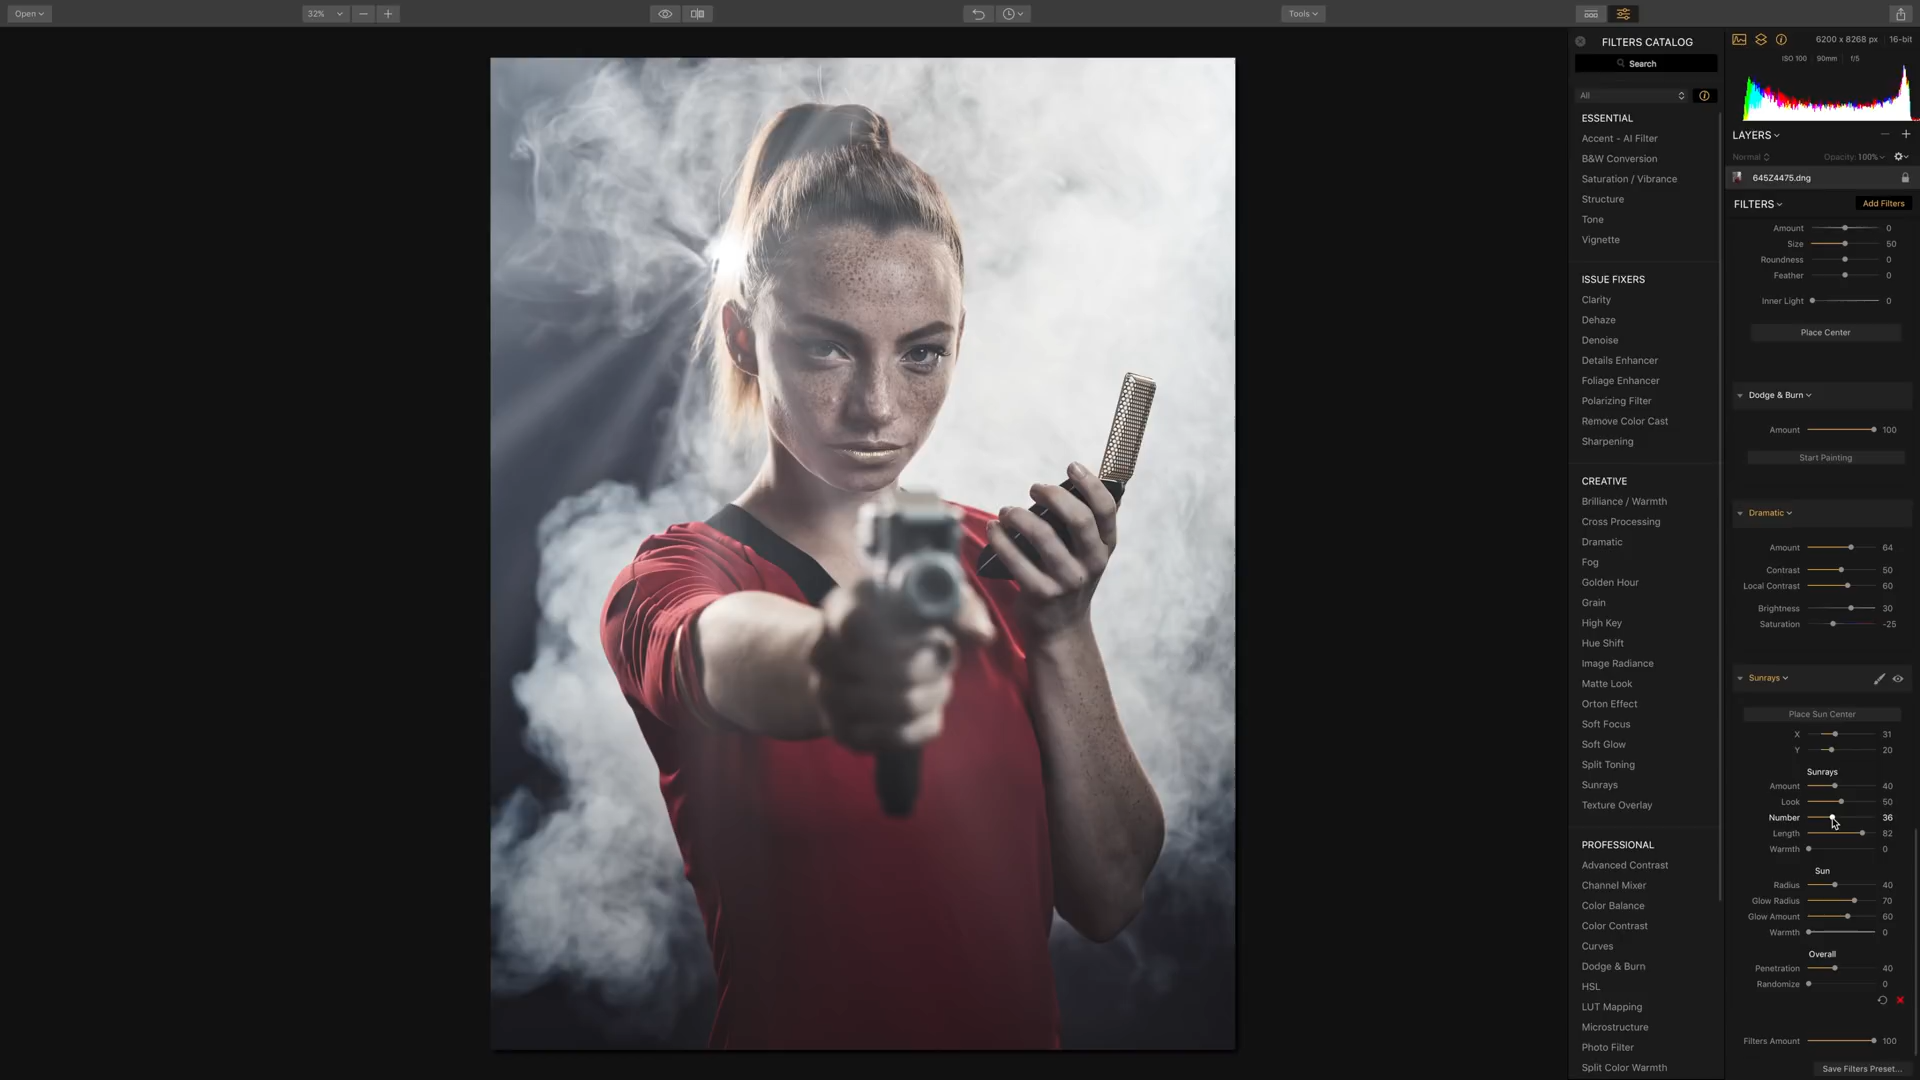 Open
32%
Tools
FILTERS CATALOG
Search
All
ESSENTIAL
Accent - AI Filter
B&W Conversion
Saturation / Vibrance
Structure
Tone
Vignette
ISSUE FIXERS
Clarity
Dehaze
Denoise
Details Enhancer
Foliage Enhancer
Polarizing Filter
Remove Color Cast
Sharpening
CREATIVE
Brilliance / Warmth
Cross Processing
Dramatic
Fog
Golden Hour
Grain
High Key
Hue Shift
Image Radiance
Matte Look
Orton Effect
Soft Focus
Soft Glow
Split Toning
Sunrays
Texture Overlay
PROFESSIONAL
Advanced Contrast
Channel Mixer
Color Balance
Color Contrast
Curves
Dodge & Burn
HSL
LUT Mapping
Microstructure
Photo Filter
Split Color Warmth
6200 x 8268 px 16-bit
ISO 100 90mm f/5
LAYERS
Normal Opacity: 100%
645Z4475.dng
FILTERS Add Filters
Amount 0
Size 50
Roundness 0
Feather 0
Inner Light 0
Place Center
Dodge & Burn
Amount 100
Start Painting
Dramatic
Amount 64
Contrast 50
Local Contrast 60
Brightness 30
Saturation -25
Sunrays
Place Sun Center
X 31
Y 20
Sunrays
Amount 40
Look 50
Number 36
Length 82
Warmth 0
Sun
Radius 40
Glow Radius 70
Glow Amount 60
Warmth 0
Overall
Penetration 40
Randomize 0
Filters Amount 100
Save Filters Preset...